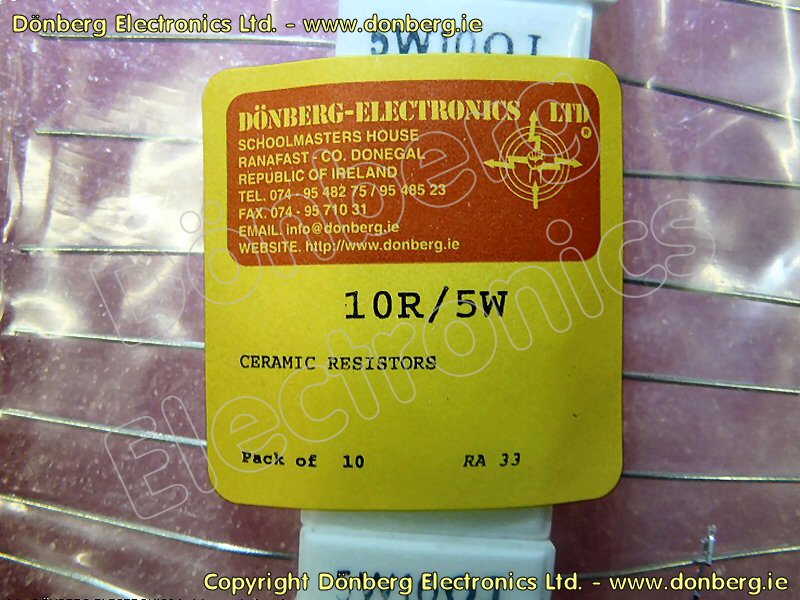 Dönberg Electronics Ltd. - www.donberg.ie
DÖNBERG-ELECTRONICS LTD
®
SCHOOLMASTERS HOUSE
RANAFAST - CO. DONEGAL
REPUBLIC OF IRELAND
TEL. 074 - 95 482 75 / 95 485 23
FAX. 074 - 95 710 31
EMAIL. info@donberg.ie
WEBSITE. http://www.donberg.ie
10R/5W
CERAMIC RESISTORS
Pack of 10 RA 33
Dönberg
Electronics
Copyright Dönberg Electronics Ltd. - www.donberg.ie